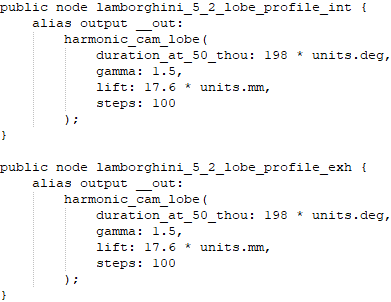 public node lamborghini_5_2_lobe_profile_int {
    alias output __out:
        harmonic_cam_lobe(
            duration_at_50_thou: 198 * units.deg,
            gamma: 1.5,
            lift: 17.6 * units.mm,
            steps: 100
        );
}
public node lamborghini_5_2_lobe_profile_exh {
    alias output __out:
        harmonic_cam_lobe(
            duration_at_50_thou: 198 * units.deg,
            gamma: 1.5,
            lift: 17.6 * units.mm,
            steps: 100
        );
}